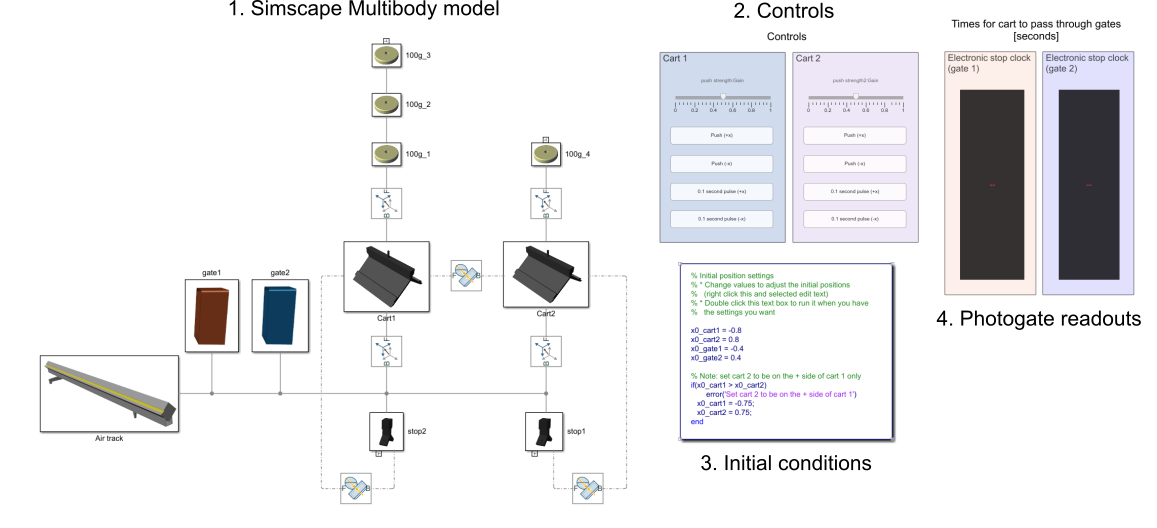 1. Simscape Multibody model
100g_3
100g_2
100g_1
100g_4
F
B
F
B
F
B
gate1
gate2
Cart1
Cart2
F
B
F
B
Air track
stop2
stop1
F
B
F
B
2. Controls
Controls
Cart 1
push strength:Gain
0 0.2 0.4 0.6 0.8 1
Push (+x)
Push (-x)
0.1 second pulse (+x)
0.1 second pulse (-x)
Cart 2
push strength2:Gain
0 0.2 0.4 0.6 0.8 1
Push (+x)
Push (-x)
0.1 second pulse (+x)
0.1 second pulse (-x)
% Initial position settings
% * Change values to adjust the initial positions
% (right click this and selected edit text)
% * Double click this text box to run it when you have
% the settings you want
x0_cart1 = -0.8
x0_cart2 = 0.8
x0_gate1 = -0.4
x0_gate2 = 0.4
% Note: set cart 2 to be on the + side of cart 1 only
if(x0_cart1 > x0_cart2)
error('Set cart 2 to be on the + side of cart 1')
x0_cart1 = -0.75;
x0_cart2 = 0.75;
end
3. Initial conditions
Times for cart to pass through gates
[seconds]
Electronic stop clock
(gate 1)
Electronic stop clock
(gate 2)
4. Photogate readouts